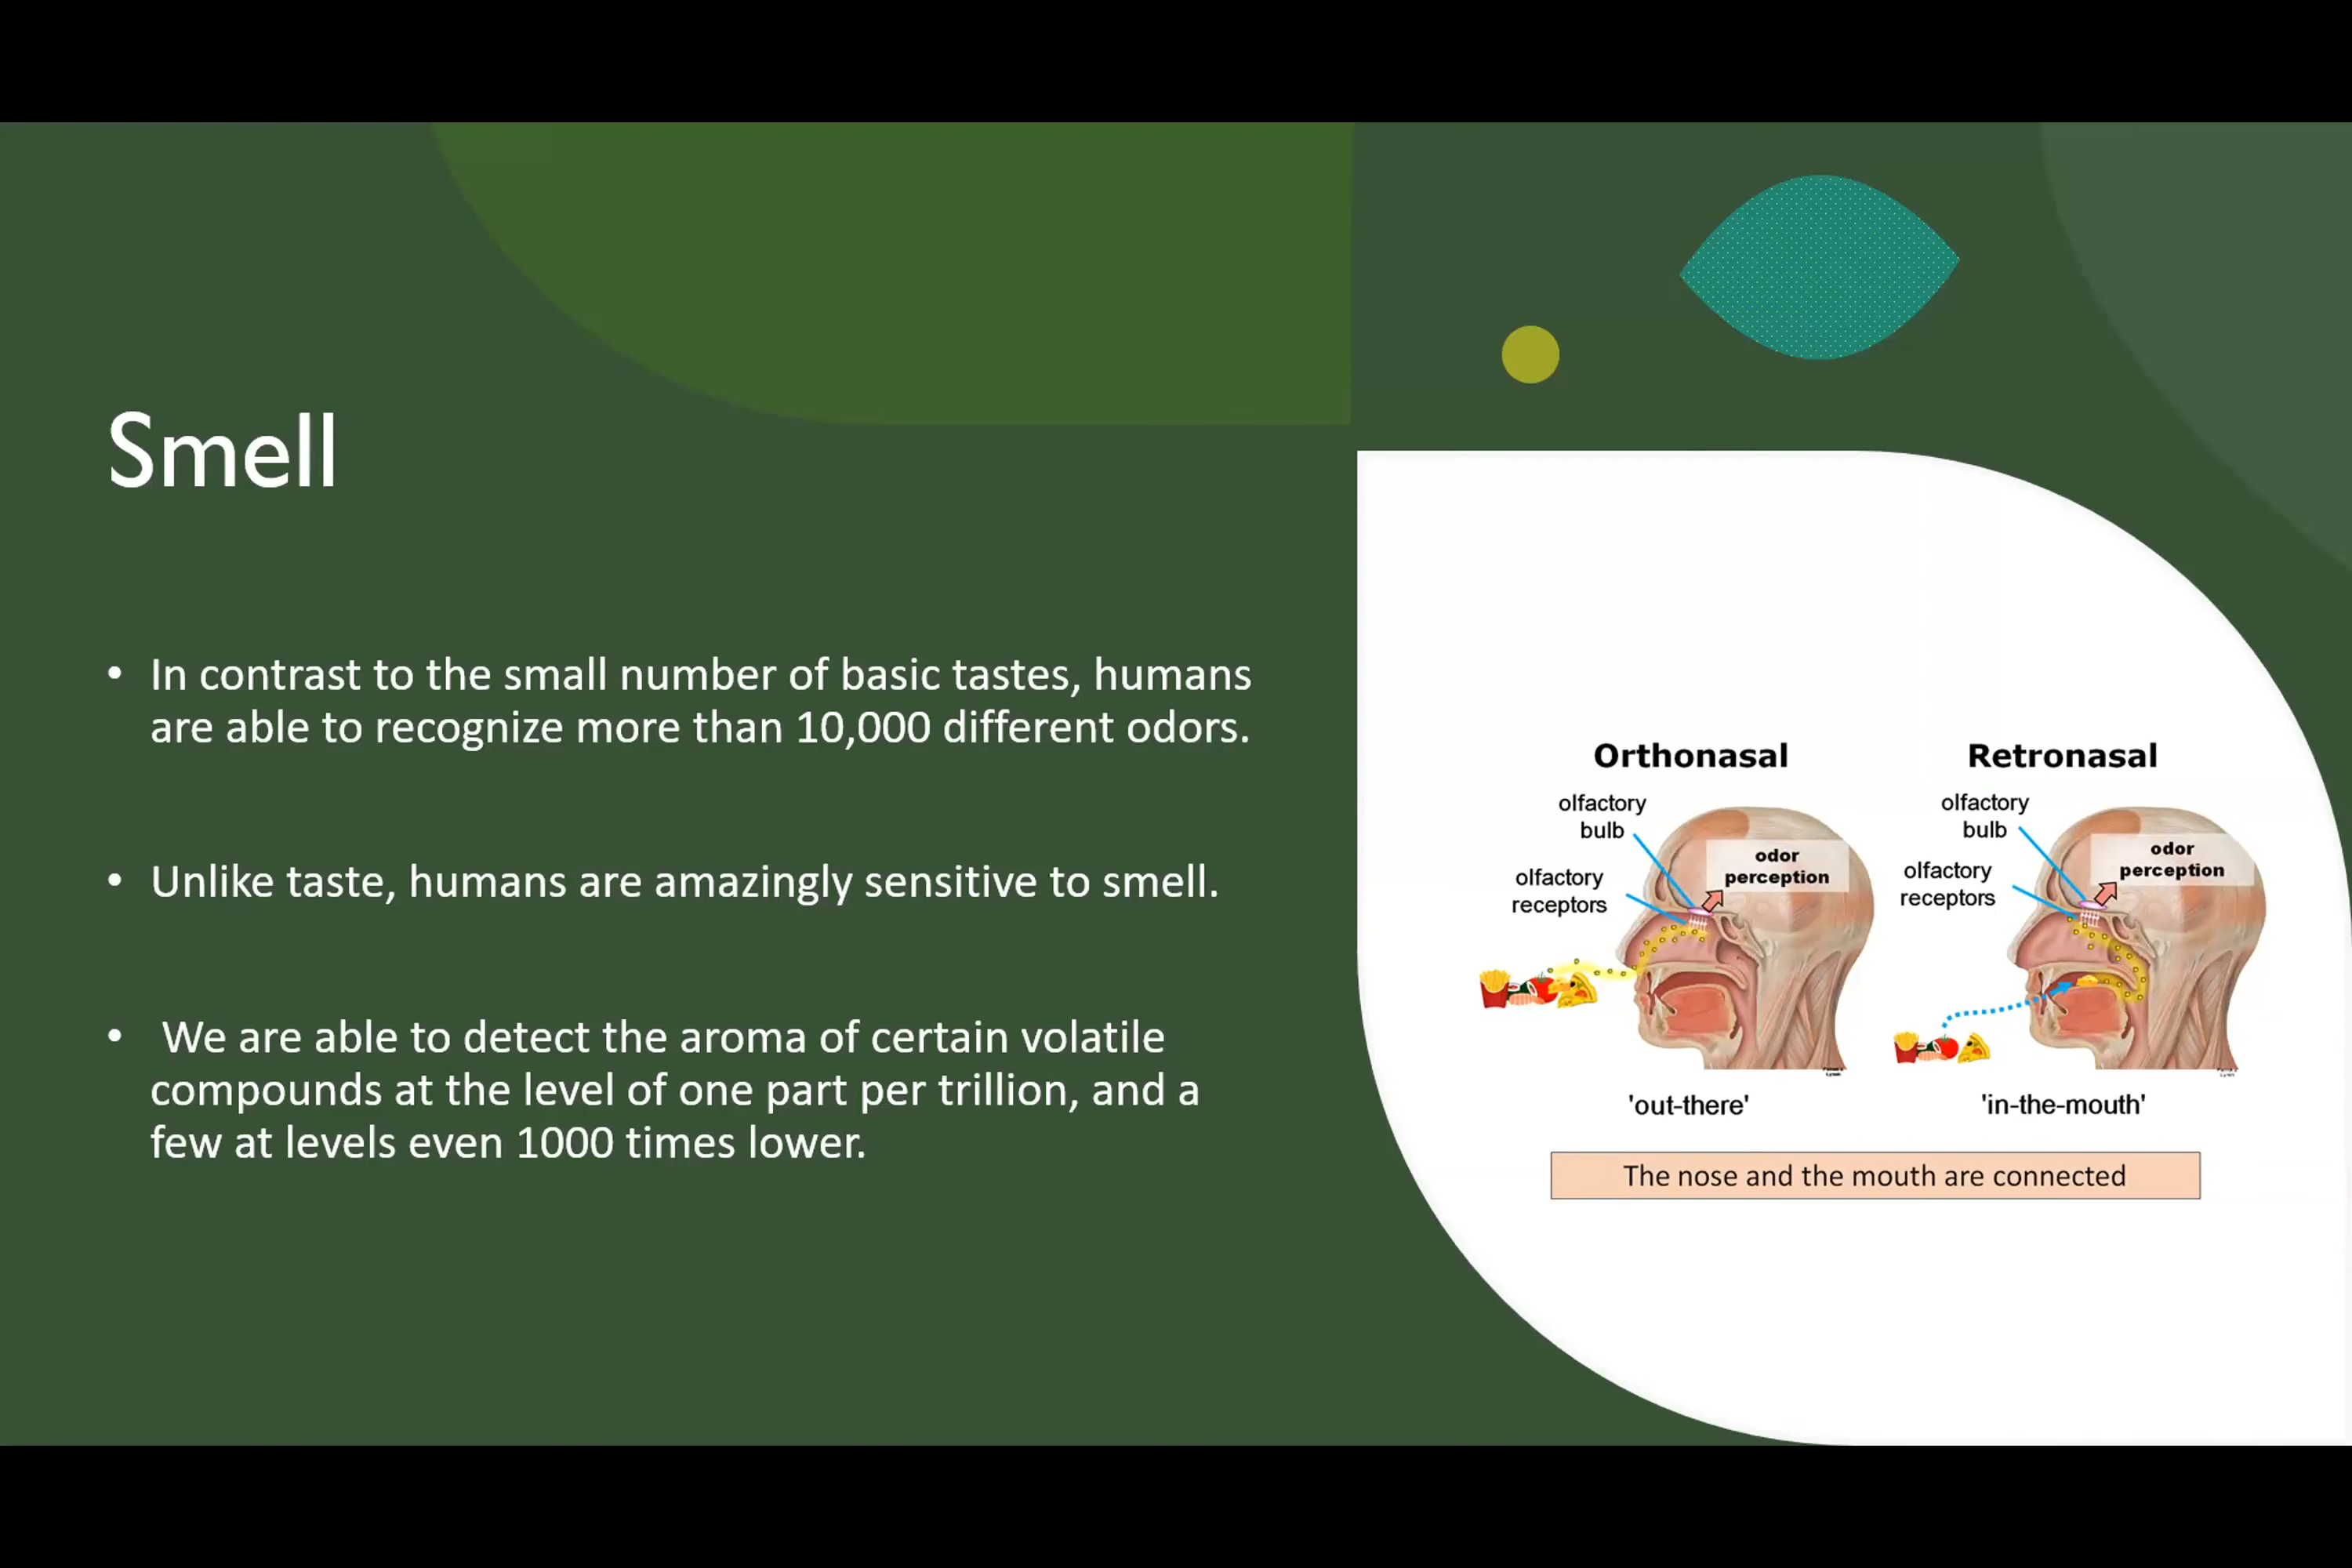 Smell
• In contrast to the small number of basic tastes, humans
are able to recognize more than 10,000 different odors.
• Unlike taste, humans are amazingly sensitive to smell.
• We are able to detect the aroma of certain volatile
compounds at the level of one part per trillion, and a
few at levels even 1000 times lower.
Orthonasal
olfactory
bulb
odor
perception
olfactory
receptors
'out-there'
Retronasal
olfactory
bulb
odor
perception
olfactory
receptors
'in-the-mouth'
The nose and the mouth are connected